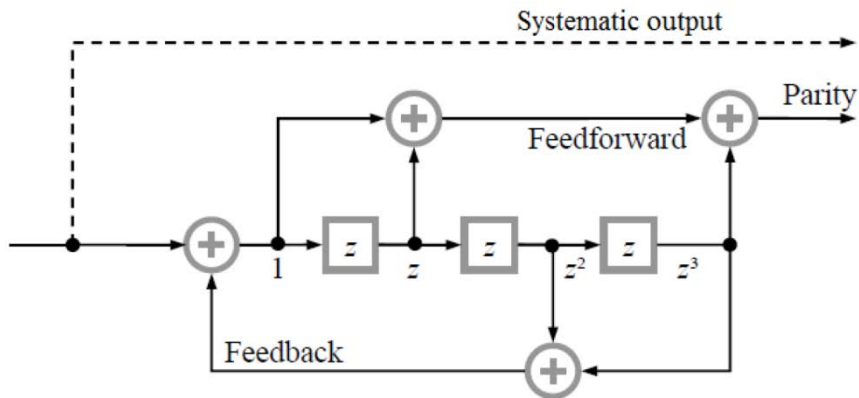 Systematic output
Parity
Feedforward
z z z
1 z z² z³
Feedback